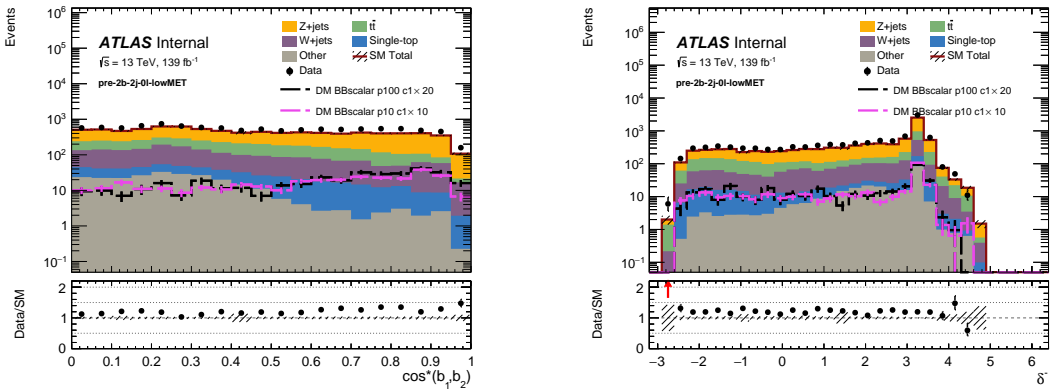 Events
10⁶
10⁵
10⁴
10³
10²
10
1
10⁻¹
ATLAS Internal
√s = 13 TeV, 139 fb⁻¹
pre-2b-2j-0l-lowMET
Z+jets
tt̄
W+jets
Single-top
Other
SM Total
Data
DM BBscalar p100 c1× 20
DM BBscalar p10 c1× 10
Data/SM
2
1
0
0 0.1 0.2 0.3 0.4 0.5 0.6 0.7 0.8 0.9 1
cos*(b₁,b₂)
Events
10⁶
10⁵
10⁴
10³
10²
10
1
10⁻¹
ATLAS Internal
√s = 13 TeV, 139 fb⁻¹
pre-2b-2j-0l-lowMET
Z+jets
tt̄
W+jets
Single-top
Other
SM Total
Data
DM BBscalar p100 c1× 20
DM BBscalar p10 c1× 10
Data/SM
2
1
0
−3 −2 −1 0 1 2 3 4 5 6
δ⁻